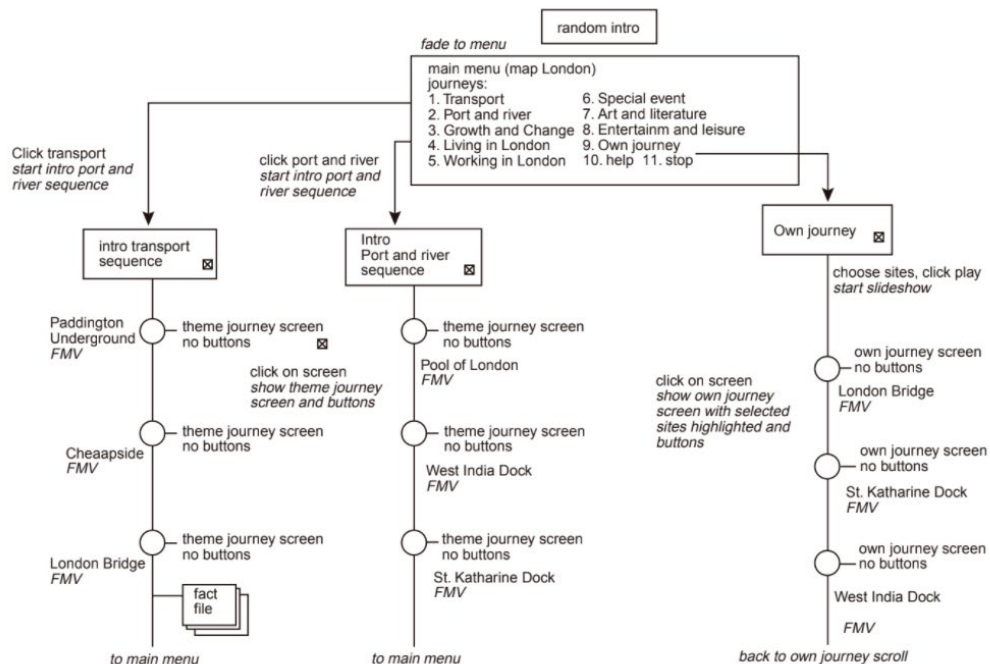 random intro
fade to menu
main menu (map London)
journeys:
1. Transport
2. Port and river
3. Growth and Change
4. Living in London
5. Working in London
6. Special event
7. Art and literature
8. Entertainm and leisure
9. Own journey
10. help 11. stop
Click transport
start intro port and
river sequence
click port and river
start intro port and
river sequence
intro transport
sequence
Intro
Port and river
sequence
Own journey
choose sites, click play
start slideshow
Paddington
Underground
FMV
theme journey screen
no buttons
click on screen
show theme journey
screen and buttons
Cheaapside
FMV
theme journey screen
no buttons
London Bridge
FMV
theme journey screen
no buttons
fact
file
to main menu
theme journey screen
no buttons
Pool of London
FMV
theme journey screen
no buttons
West India Dock
FMV
theme journey screen
no buttons
St. Katharine Dock
FMV
to main menu
click on screen
show own journey
screen with selected
sites highlighted and
buttons
own journey screen
no buttons
London Bridge
FMV
own journey screen
no buttons
St. Katharine Dock
FMV
own journey screen
no buttons
West India Dock
FMV
back to own journey scroll